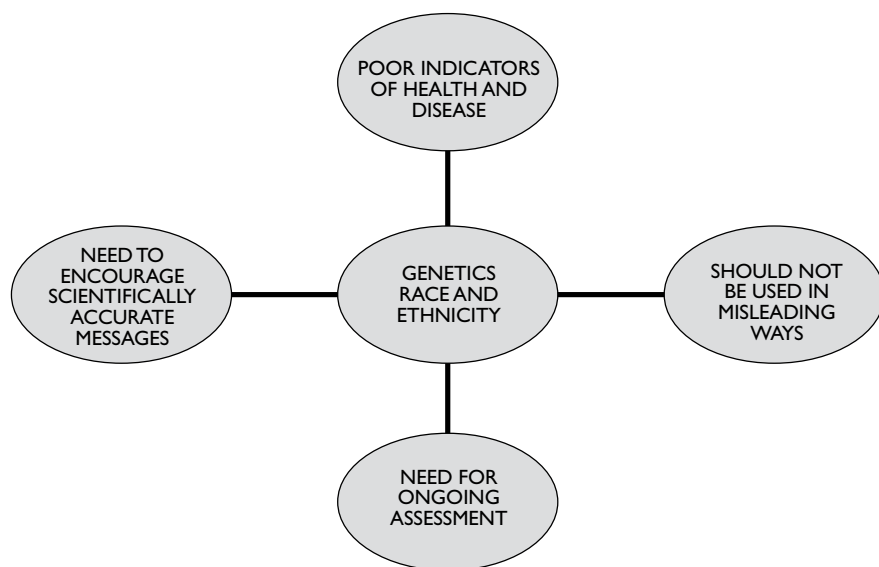 POOR INDICATORS
OF HEALTH AND
DISEASE
NEED TO
ENCOURAGE
SCIENTIFICALLY
ACCURATE
MESSAGES
GENETICS
RACE AND
ETHNICITY
SHOULD NOT
BE USED IN
MISLEADING
WAYS
NEED FOR
ONGOING
ASSESSMENT